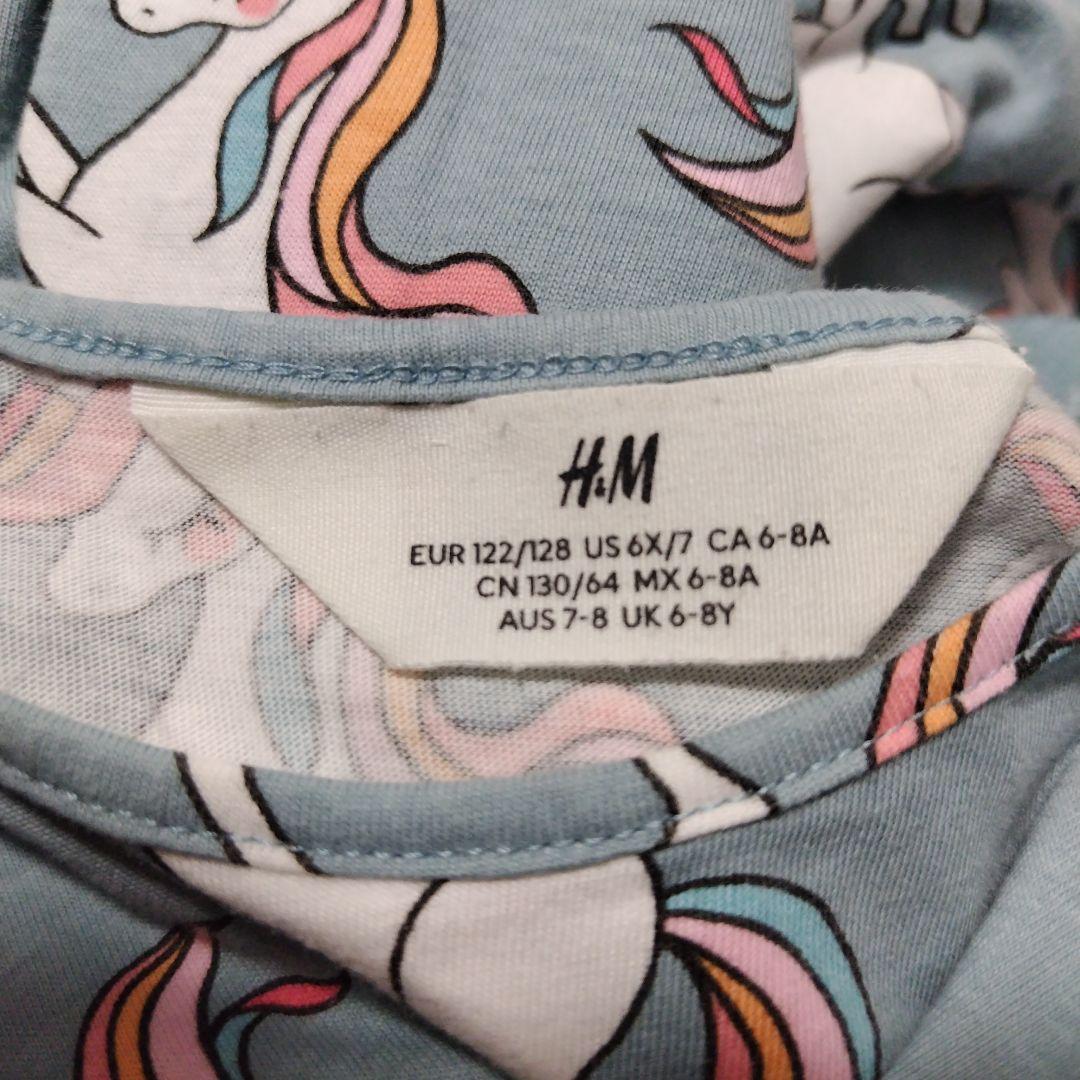 H&M
EUR 122/128 US 6X/7 CA 6-8A
CN 130/64 MX 6-8A
AUS 7-8 UK 6-8Y